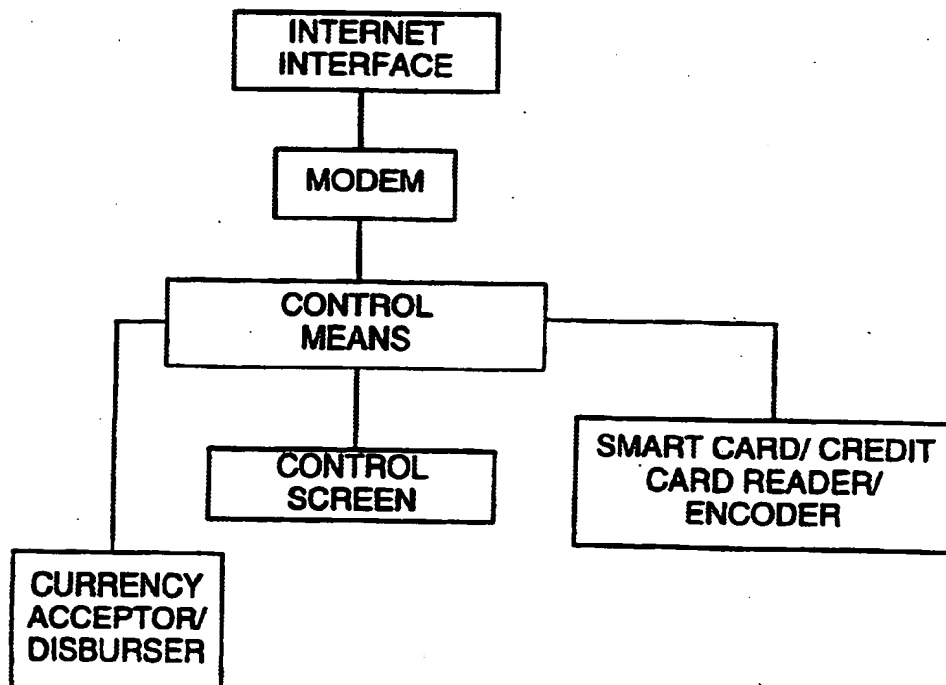 INTERNET
INTERFACE
MODEM
CONTROL
MEANS
CONTROL
SCREEN
SMART CARD/ CREDIT
CARD READER/
ENCODER
CURRENCY
ACCEPTOR/
DISBURSER